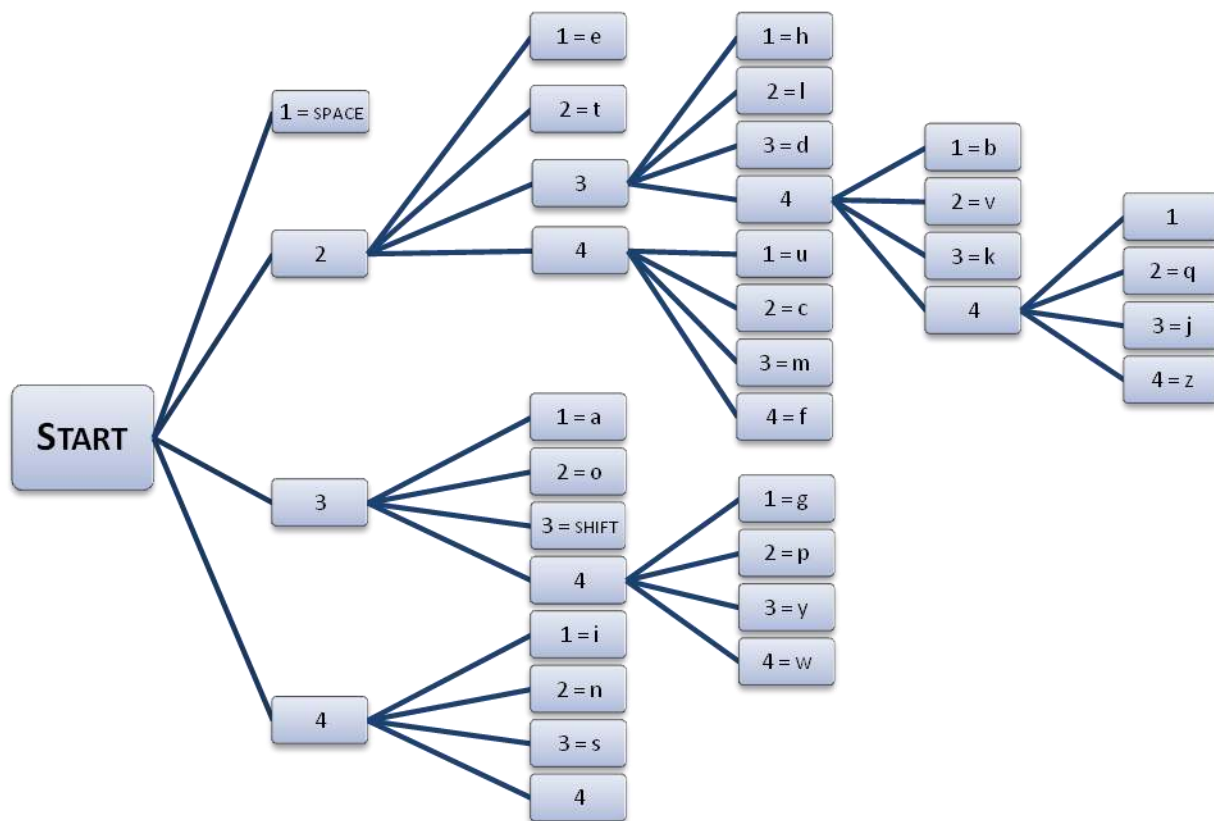 START
1 = SPACE
2
3
4
1 = e
2 = t
3
4
1 = a
2 = o
3 = SHIFT
4
1 = i
2 = n
3 = s
4
1 = h
2 = l
3 = d
4
1 = u
2 = c
3 = m
4 = f
1 = g
2 = p
3 = y
4 = w
1 = b
2 = v
3 = k
4
1
2 = q
3 = j
4 = z